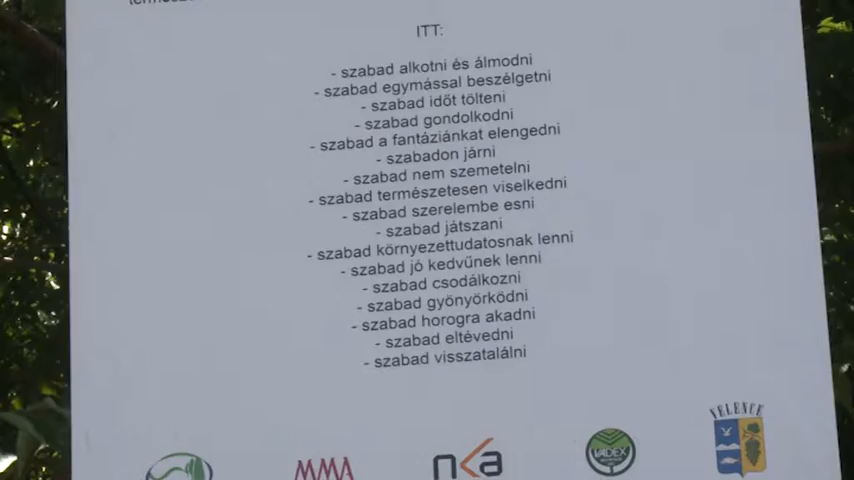 ITT:
- szabad alkotni és álmodni
- szabad egymással beszélgetni
- szabad időt tölteni
- szabad gondolkodni
- szabad a fantáziánkat elengedni
- szabadon járni
- szabad nem szemetelni
- szabad természetesen viselkedni
- szabad szerelembe esni
- szabad játszani
- szabad környezettudatosnak lenni
- szabad jó kedvűnek lenni
- szabad csodálkozni
- szabad gyönyörködni
- szabad horogra akadni
- szabad eltévedni
- szabad visszatalálni
VELENCE
MMA
nka
VADEX